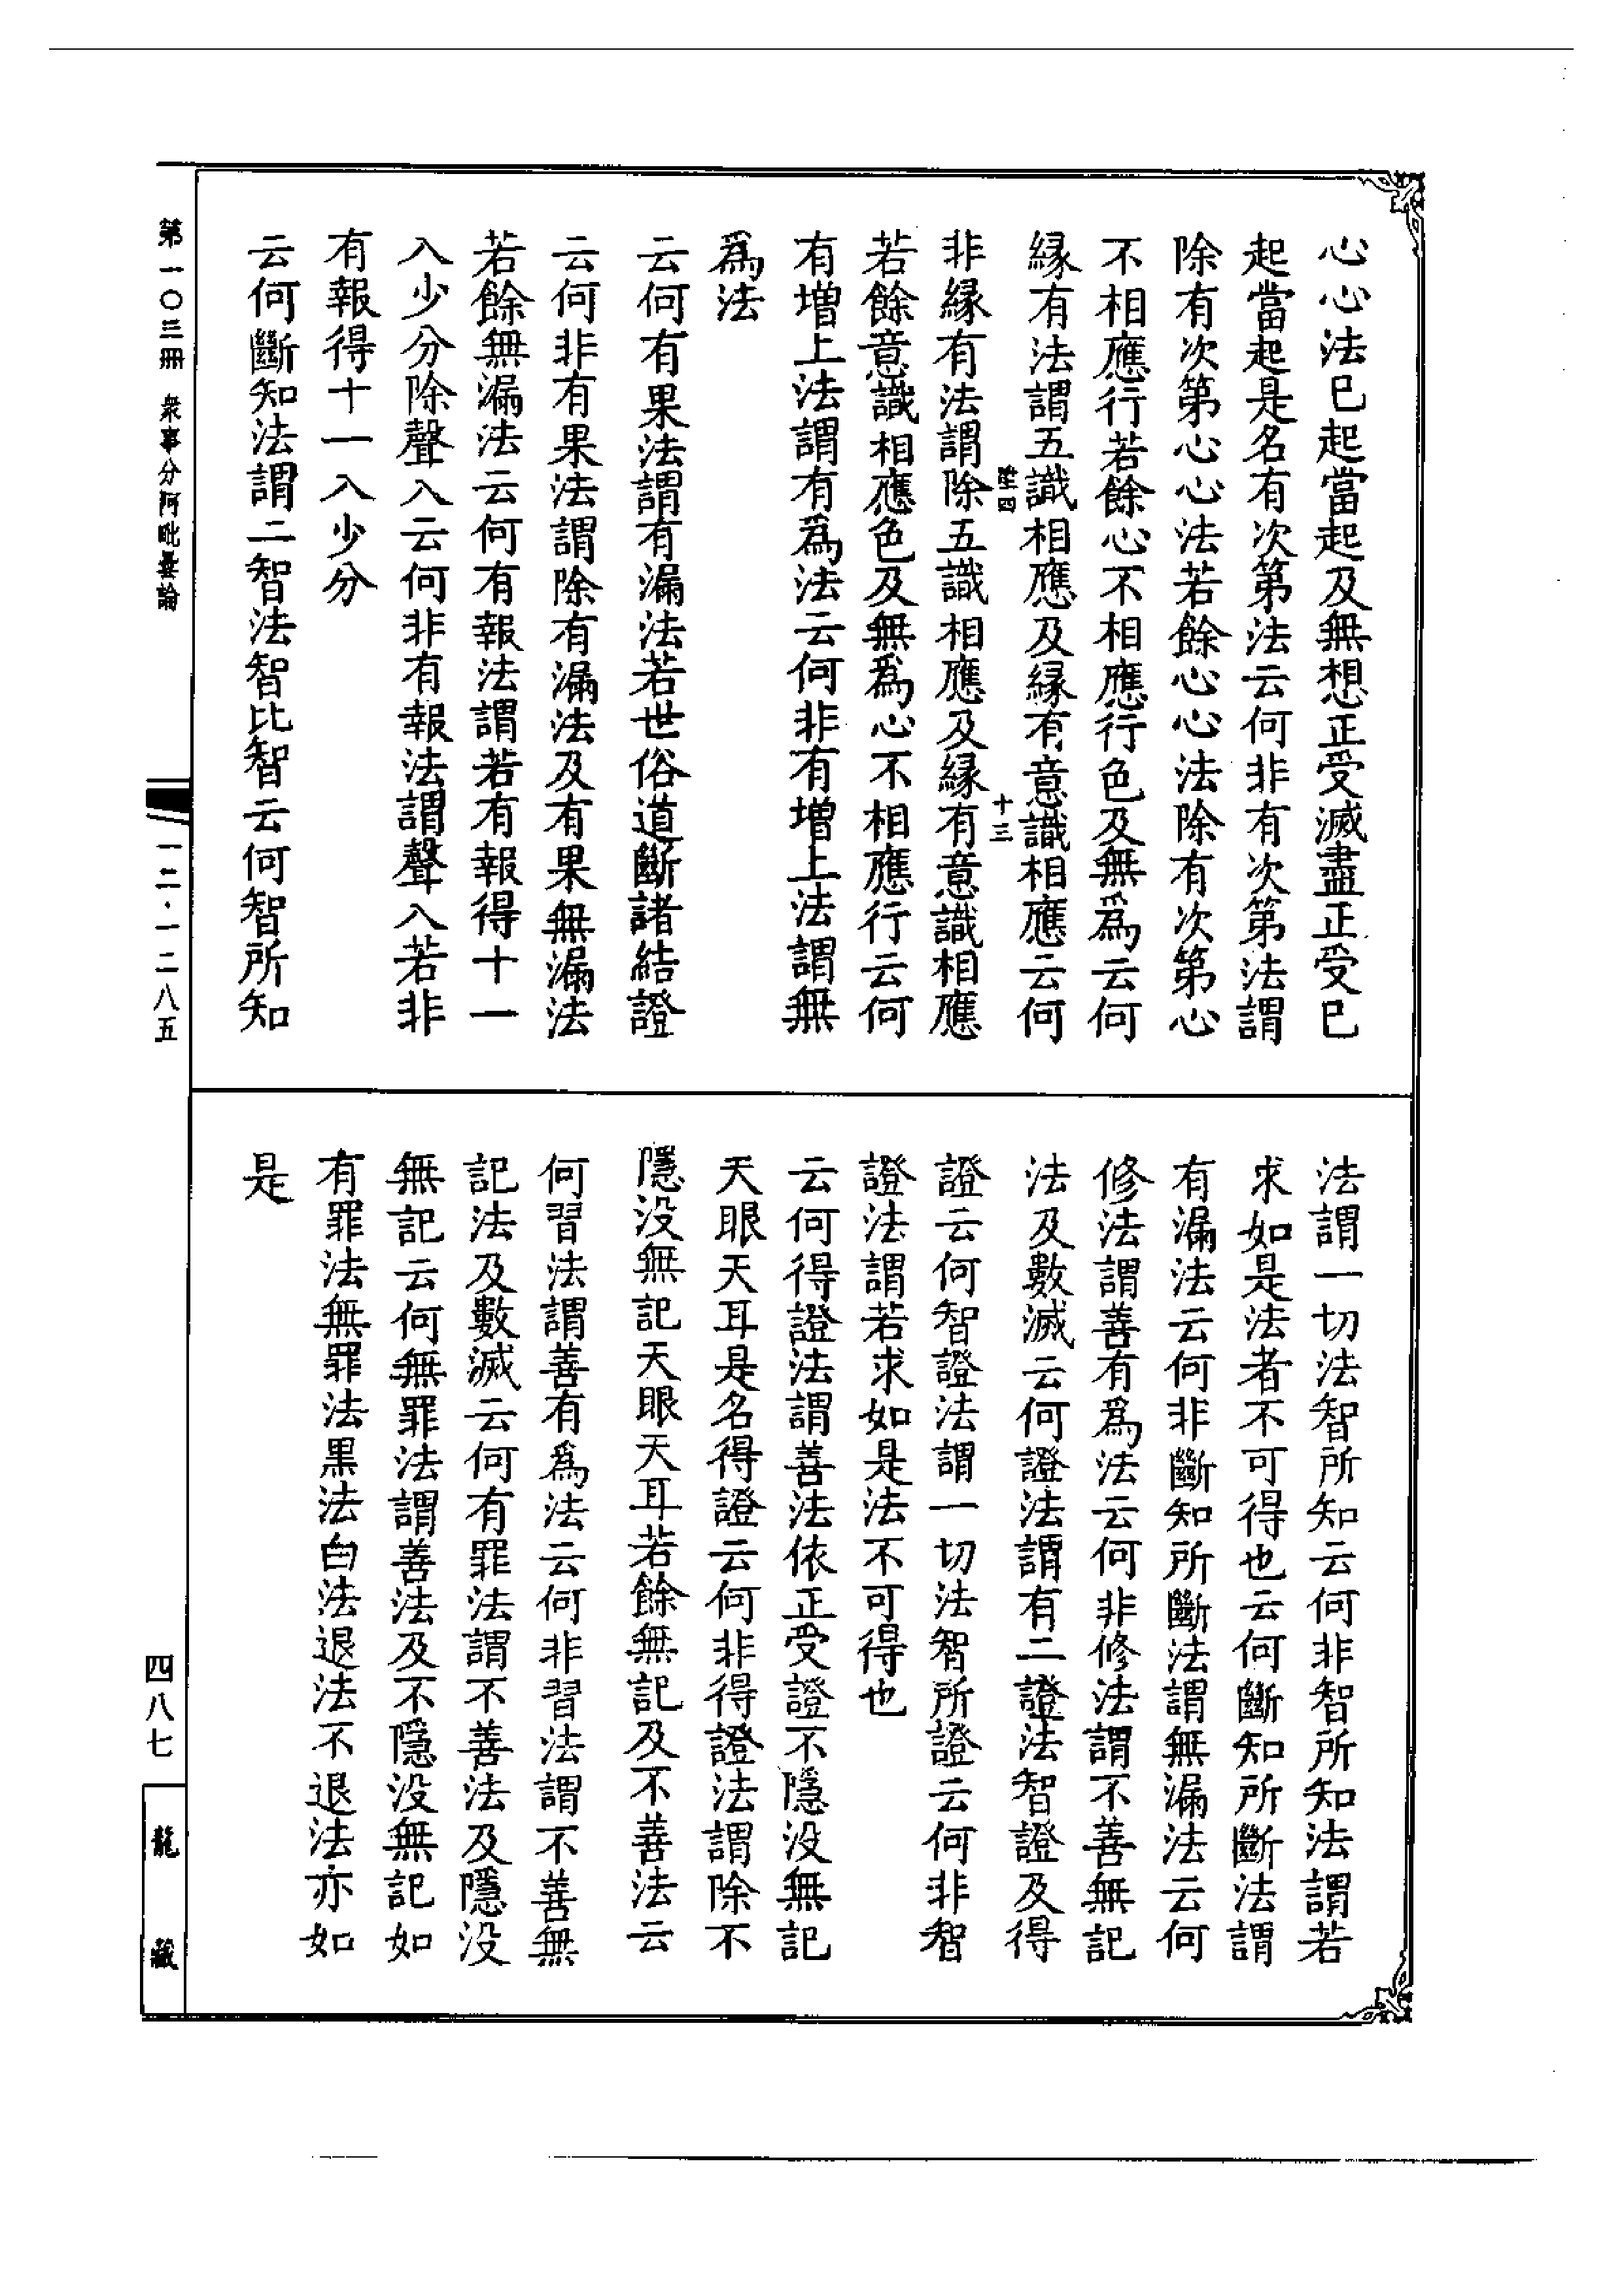 心心法已起當起及無想正受滅盡正受已
起當起是名有次第法云何非有次第法謂
除有次第心心法若餘心心法除有次第心
不相應行若餘心不相應行色及無爲云何
緣有法謂五識相應及緣有意識相應云何
十三
非緣有法謂除五識相應及緣有意識相應
若餘意識相應色及無爲心不相應行云何
有增上法謂有爲法云何非有增上法謂無
爲法
云何有果法謂有漏法若世俗道斷諸結證
云何非有果法謂除有漏法及有果無漏法
若餘無漏法云何有報法謂若有報得十一
入少分除聲入云何非有報法謂聲入若非
有報得十一入少分
云何斷知法謂二智法智比智云何智所知
法謂一切法智所知云何非智所知法謂若
求如是法者不可得也云何斷知所斷法謂
有漏法云何非斷知所斷法謂無漏法云何
修法謂善有爲法云何非修法謂不善無記
法及數滅云何證法謂有二證法智證及得
證云何智證法謂一切法智所證云何非智
證法謂若求如是法不可得也
云何得證法謂善法依正受證不隱没無記
天眼天耳是名得證云何非得證法謂除不
隱没無記天眼天耳若餘無記及不善法云
何習法謂善有爲法云何非習法謂不善無
記法及數滅云何有罪法謂不善法及隱没
無記云何無罪法謂善法及不隱没無記如
有罪法無罪法黑法白法退法不退法亦如
是
第一〇三冊 衆事分阿毗曇論
一二·一二八五
四八七
龍藏